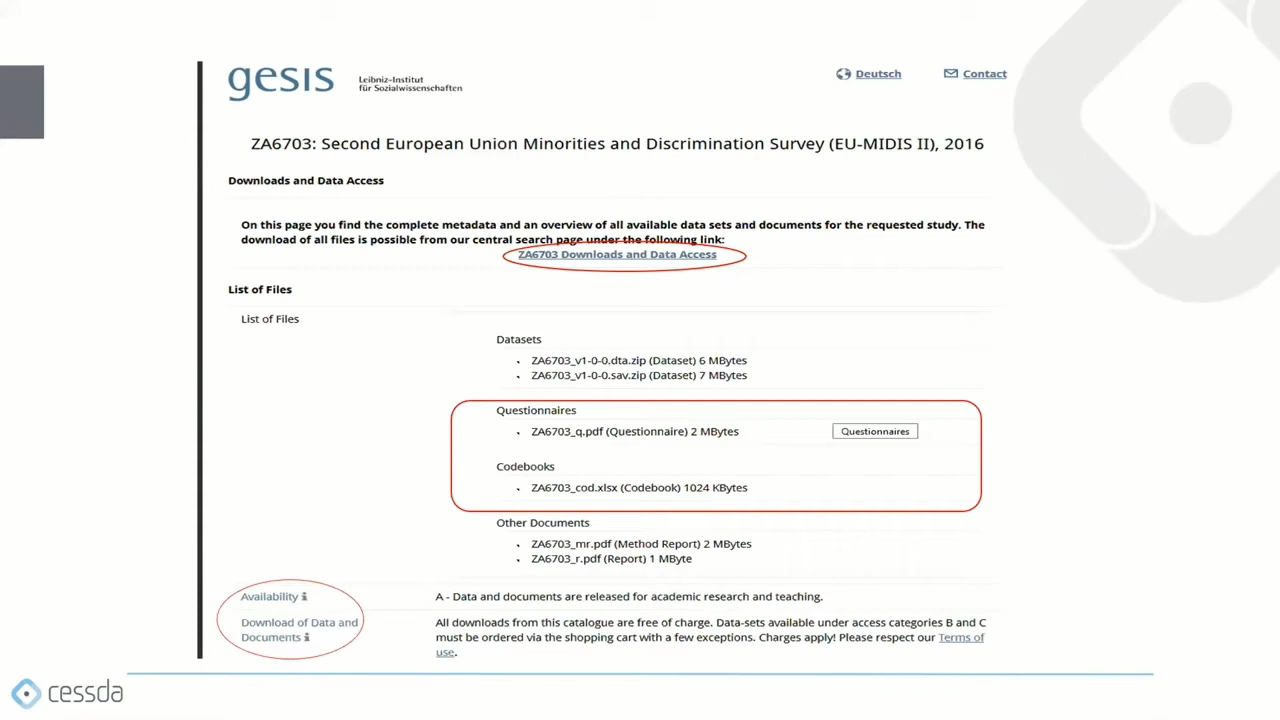 gesis
Leibniz-Institut
für Sozialwissenschaften
Deutsch
Contact
ZA6703: Second European Union Minorities and Discrimination Survey (EU-MIDIS II), 2016
Downloads and Data Access
On this page you find the complete metadata and an overview of all available data sets and documents for the requested study. The
download of all files is possible from our central search page under the following link:
ZA6703 Downloads and Data Access
List of Files
List of Files
Datasets
ZA6703_v1-0-0.dta.zip (Dataset) 6 MBytes
ZA6703_v1-0-0.sav.zip (Dataset) 7 MBytes
Questionnaires
ZA6703_q.pdf (Questionnaire) 2 MBytes
Questionnaires
Codebooks
ZA6703_cod.xlsx (Codebook) 1024 KBytes
Other Documents
ZA6703_mr.pdf (Method Report) 2 MBytes
ZA6703_r.pdf (Report) 1 MByte
Availability
A - Data and documents are released for academic research and teaching.
Download of Data and
Documents
All downloads from this catalogue are free of charge. Data-sets available under access categories B and C
must be ordered via the shopping cart with a few exceptions. Charges apply! Please respect our Terms of
use.
cessda